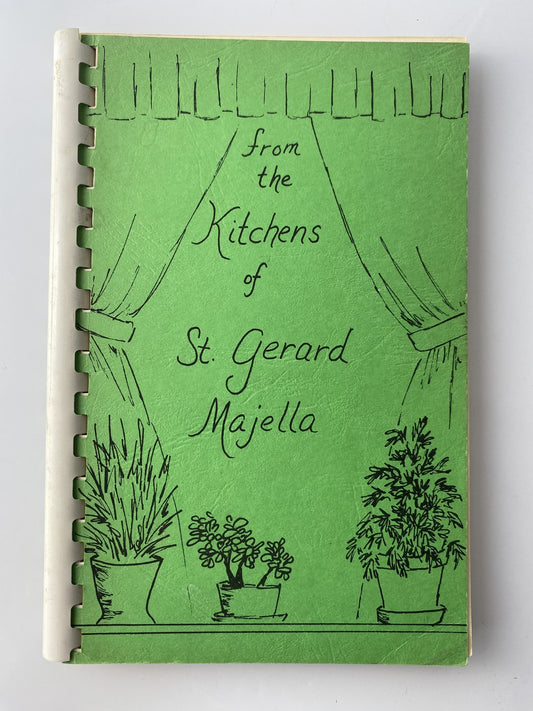 from
the
Kitchens
of
St. Gerard
Majella